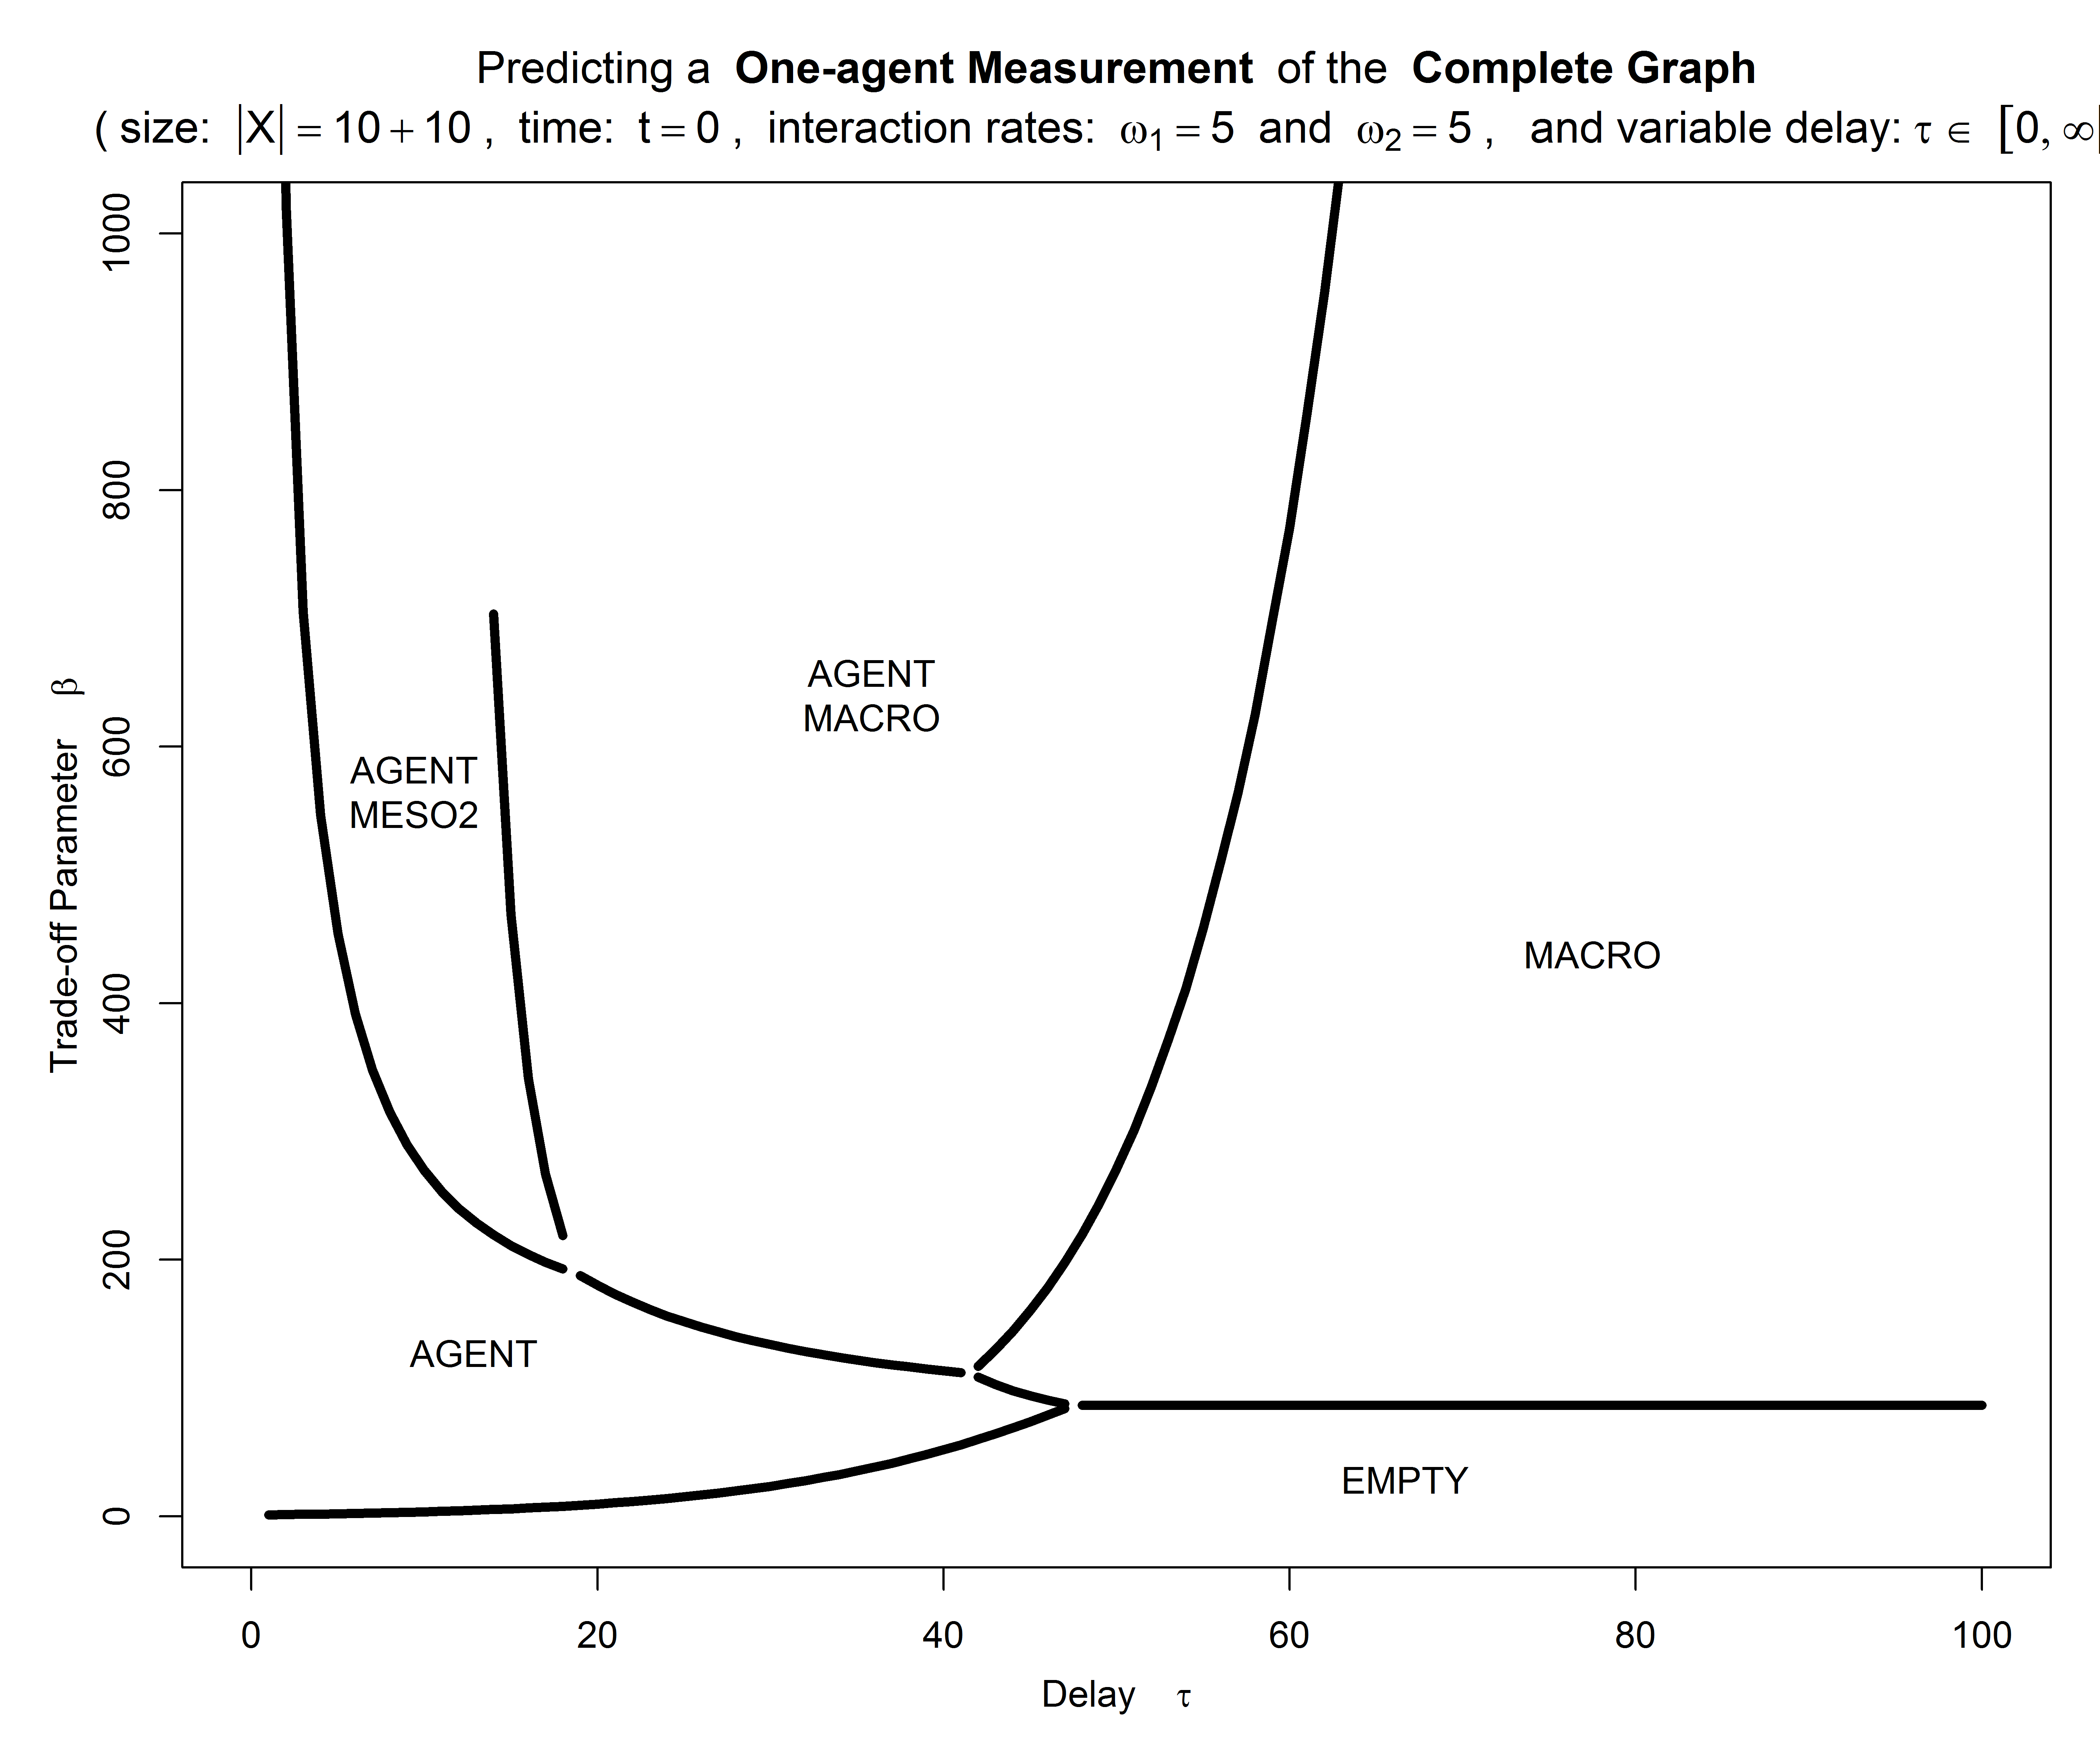 Predicting a One-agent Measurement of the Complete Graph
( size: |X| = 10 + 10 , time: t = 0 , interaction rates: ω1 = 5 and ω2 = 5 , and variable delay: τ ∈ [0, ∞[
1000
800
600
400
200
0
Trade-off Parameter β
AGENT
MACRO
AGENT
MESO2
MACRO
AGENT
EMPTY
0 20 40 60 80 100
Delay τ